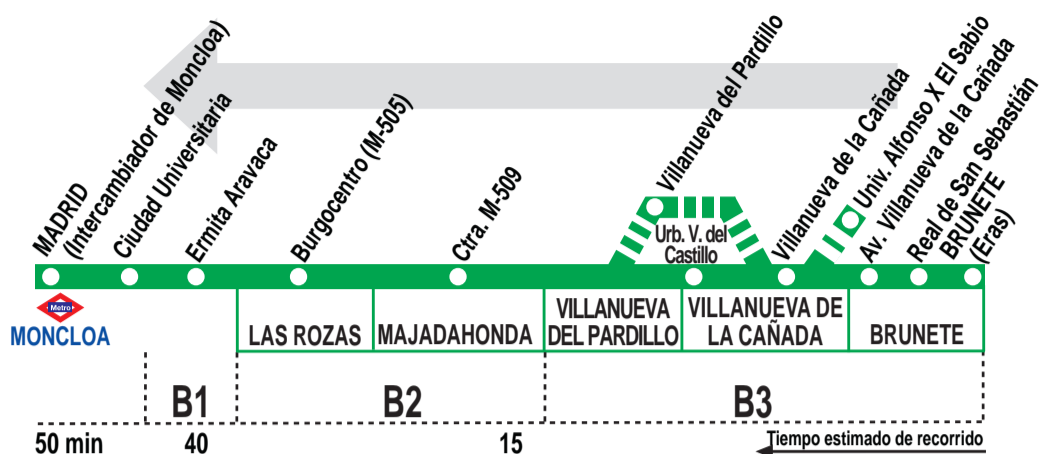 MADRID
(Intercambiador de Moncloa)
Ciudad Universitaria
Ermita Aravaca
Burgocentro (M-505)
Ctra. M-509
Villanueva del Pardillo
Urb. V. del
Castillo
Villanueva de la Cañada
Univ. Alfonso X El Sabio
Av. Villanueva de la Cañada
Real de San Sebastián
BRUNETE
(Eras)
Metro
MONCLOA
LAS ROZAS
MAJADAHONDA
VILLANUEVA
DEL PARDILLO
VILLANUEVA DE
LA CAÑADA
BRUNETE
B1
B2
B3
50 min
40
15
Tiempo estimado de recorrido